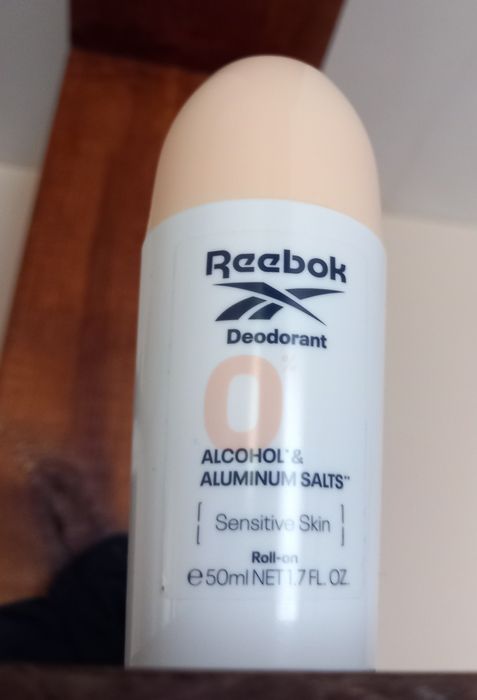 Reebok
Deodorant
0%
ALCOHOL* &
ALUMINUM SALTS**
[Sensitive Skin]
Roll-on
℮50ml NET 1.7 FL. OZ.